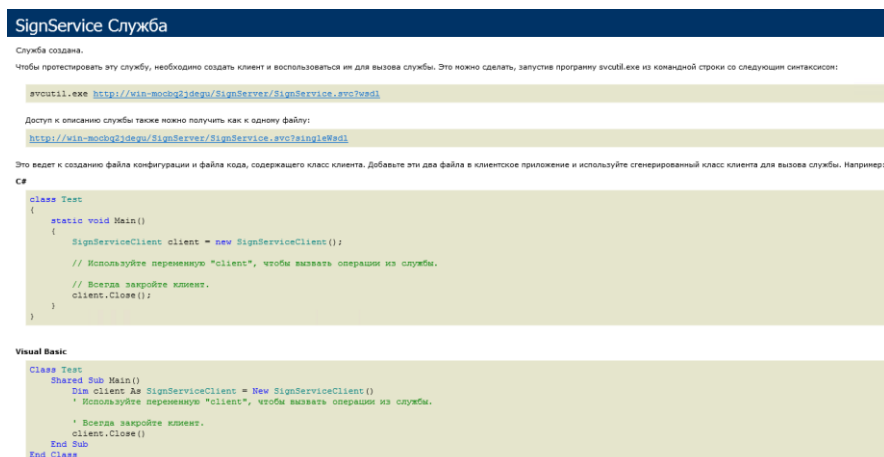 SignService Служба
Служба создана.
Чтобы протестировать эту службу, необходимо создать клиент и воспользоваться им для вызова службы. Это можно сделать, запустив программу svcutil.exe из командной строки со следующим синтаксисом:
svcutil.exe http://win-mocbq2jdegu/SignServer/SignService.svc?wsdl
Доступ к описанию службы также можно получить как к одному файлу:
http://win-mocbq2jdegu/SignServer/SignService.svc?singleWsdl
Это ведет к созданию файла конфигурации и файла кода, содержащего класс клиента. Добавьте эти два файла в клиентское приложение и используйте сгенерированный класс клиента для вызова службы. Например:
C#
class Test
{
static void Main()
{
SignServiceClient client = new SignServiceClient();
// Используйте переменную "client", чтобы вызвать операции из службы.
// Всегда закройте клиент.
client.Close();
}
}
Visual Basic
Class Test
Shared Sub Main()
Dim client As SignServiceClient = New SignServiceClient()
' Используйте переменную "client", чтобы вызвать операции из службы.
' Всегда закройте клиент.
client.Close()
End Sub
End Class